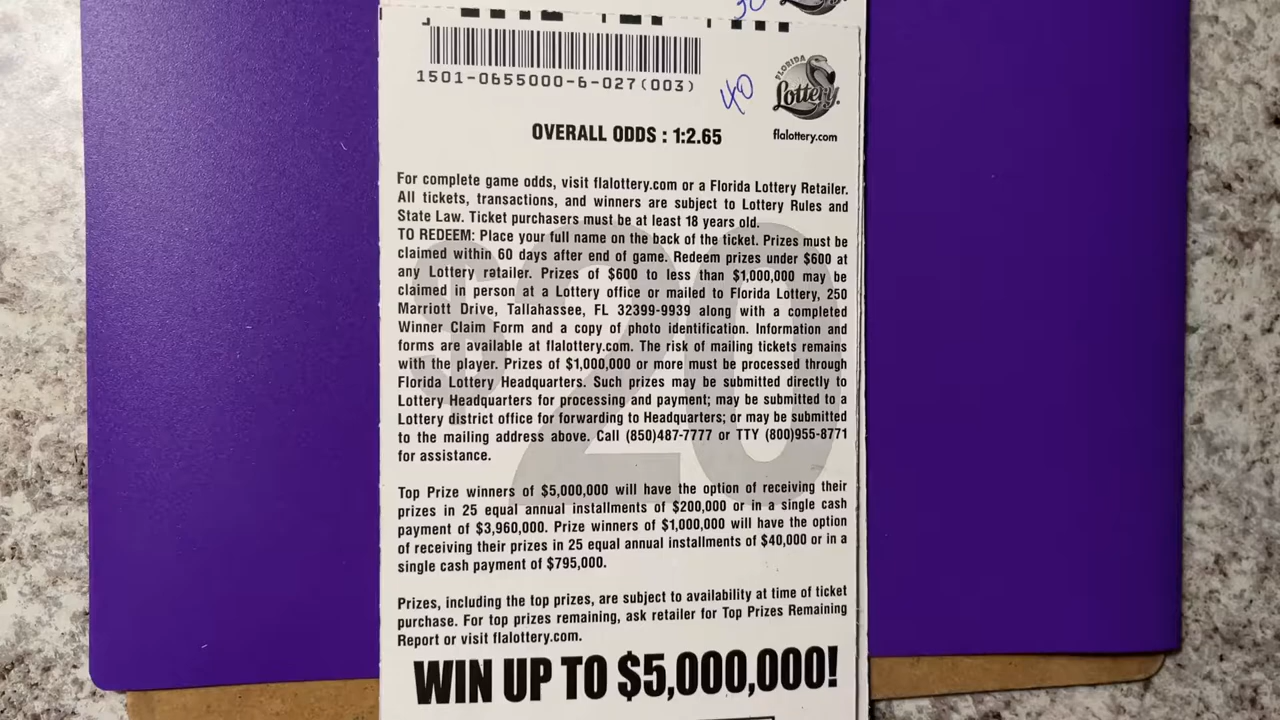 1501-0655000-6-027(003)
40
FLORIDA
Lottery
flalottery.com
OVERALL ODDS : 1:2.65
$20
For complete game odds, visit flalottery.com or a Florida Lottery Retailer.
All tickets, transactions, and winners are subject to Lottery Rules and
State Law. Ticket purchasers must be at least 18 years old.
TO REDEEM: Place your full name on the back of the ticket. Prizes must be
claimed within 60 days after end of game. Redeem prizes under $600 at
any Lottery retailer. Prizes of $600 to less than $1,000,000 may be
claimed in person at a Lottery office or mailed to Florida Lottery, 250
Marriott Drive, Tallahassee, FL 32399-9939 along with a completed
Winner Claim Form and a copy of photo identification. Information and
forms are available at flalottery.com. The risk of mailing tickets remains
with the player. Prizes of $1,000,000 or more must be processed through
Florida Lottery Headquarters. Such prizes may be submitted directly to
Lottery Headquarters for processing and payment; may be submitted to a
Lottery district office for forwarding to Headquarters; or may be submitted
to the mailing address above. Call (850)487-7777 or TTY (800)955-8771
for assistance.
Top Prize winners of $5,000,000 will have the option of receiving their
prizes in 25 equal annual installments of $200,000 or in a single cash
payment of $3,960,000. Prize winners of $1,000,000 will have the option
of receiving their prizes in 25 equal annual installments of $40,000 or in a
single cash payment of $795,000.
Prizes, including the top prizes, are subject to availability at time of ticket
purchase. For top prizes remaining, ask retailer for Top Prizes Remaining
Report or visit flalottery.com.
WIN UP TO $5,000,000!